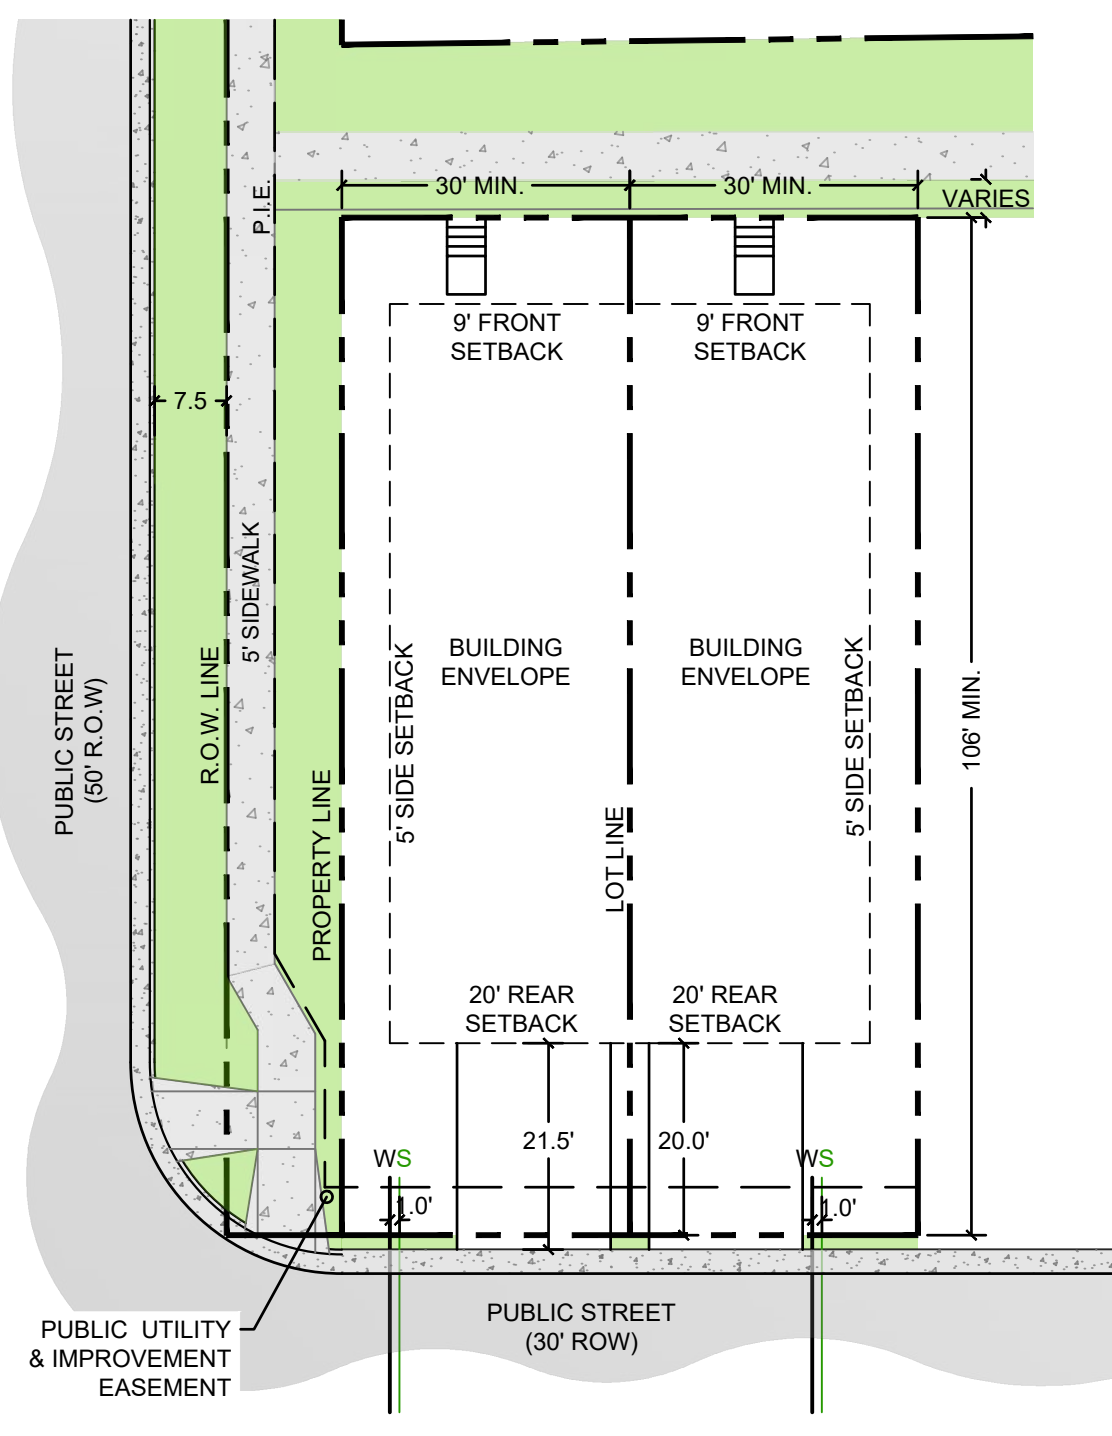 P.I.E.
30' MIN.
30' MIN.
VARIES
9' FRONT
SETBACK
9' FRONT
SETBACK
7.5
5' SIDEWALK
R.O.W. LINE
PUBLIC STREET
(50' R.O.W)
PROPERTY LINE
5' SIDE SETBACK
BUILDING
ENVELOPE
LOT LINE
BUILDING
ENVELOPE
5' SIDE SETBACK
106' MIN.
20' REAR
SETBACK
20' REAR
SETBACK
21.5'
20.0'
WS
1.0'
WS
1.0'
PUBLIC STREET
(30' ROW)
PUBLIC UTILITY
& IMPROVEMENT
EASEMENT